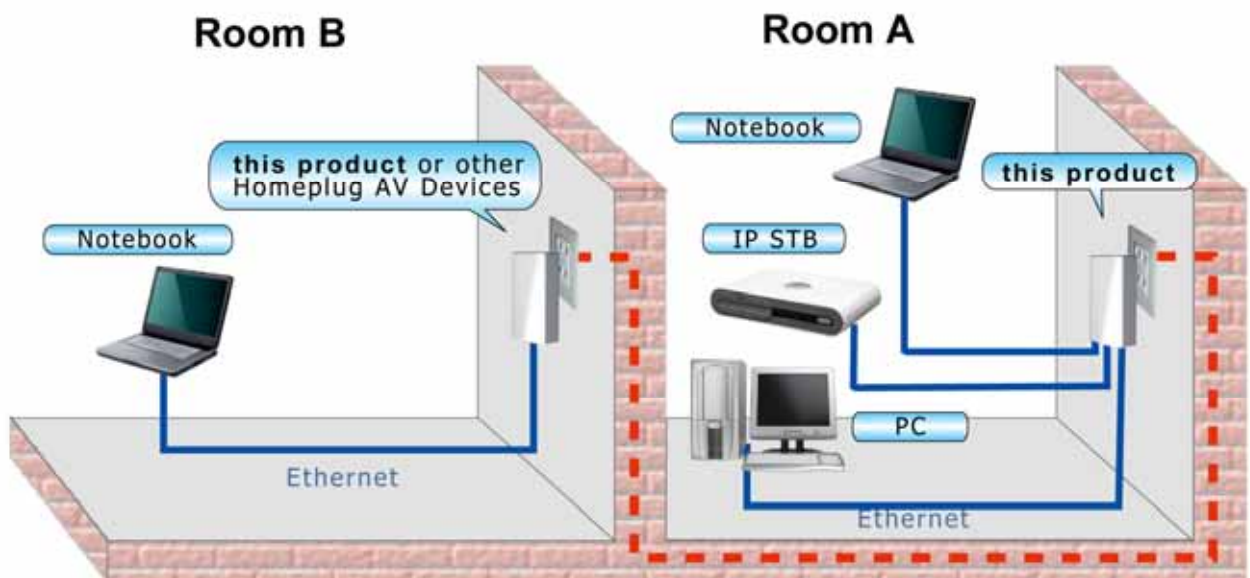 Room B
Room A
Notebook
this product or other
Homeplug AV Devices
this product
Notebook
IP STB
PC
Ethernet
Ethernet